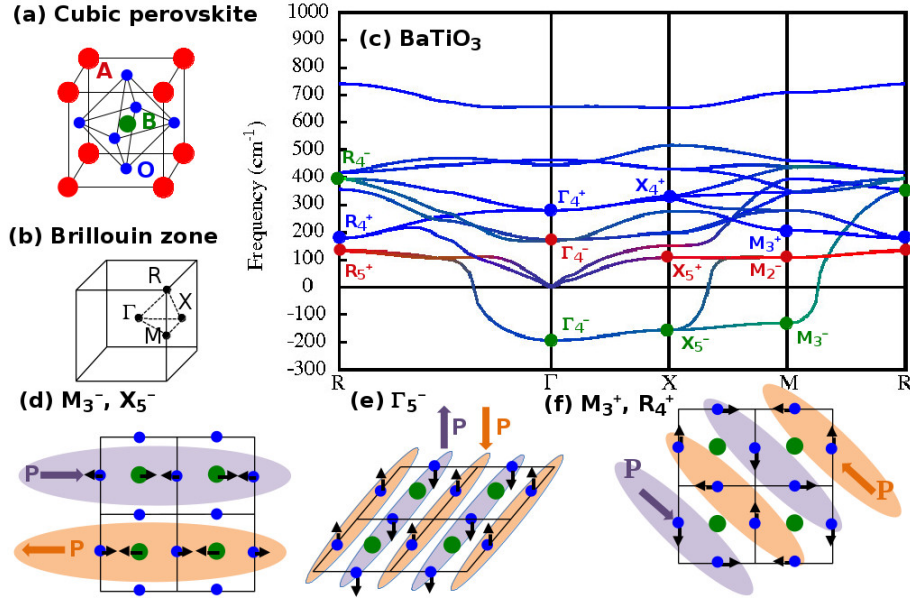 (a) Cubic perovskite
A
B
O
(b) Brillouin zone
R
Γ
X
M
(c) BaTiO₃
Frequency (cm⁻¹)
1000
900
800
700
600
500
400
300
200
100
0
-100
-200
-300
R₄⁻
R₄⁺
R₅⁺
Γ₄⁺
Γ₄⁻
Γ₄⁻
X₄⁺
X₅⁺
X₅⁻
M₃⁺
M₂⁻
M₃⁻
R Γ X M R
(d) M₃⁻, X₅⁻
P
P
(e) Γ₅⁻
P
P
(f) M₃⁺, R₄⁺
P
P